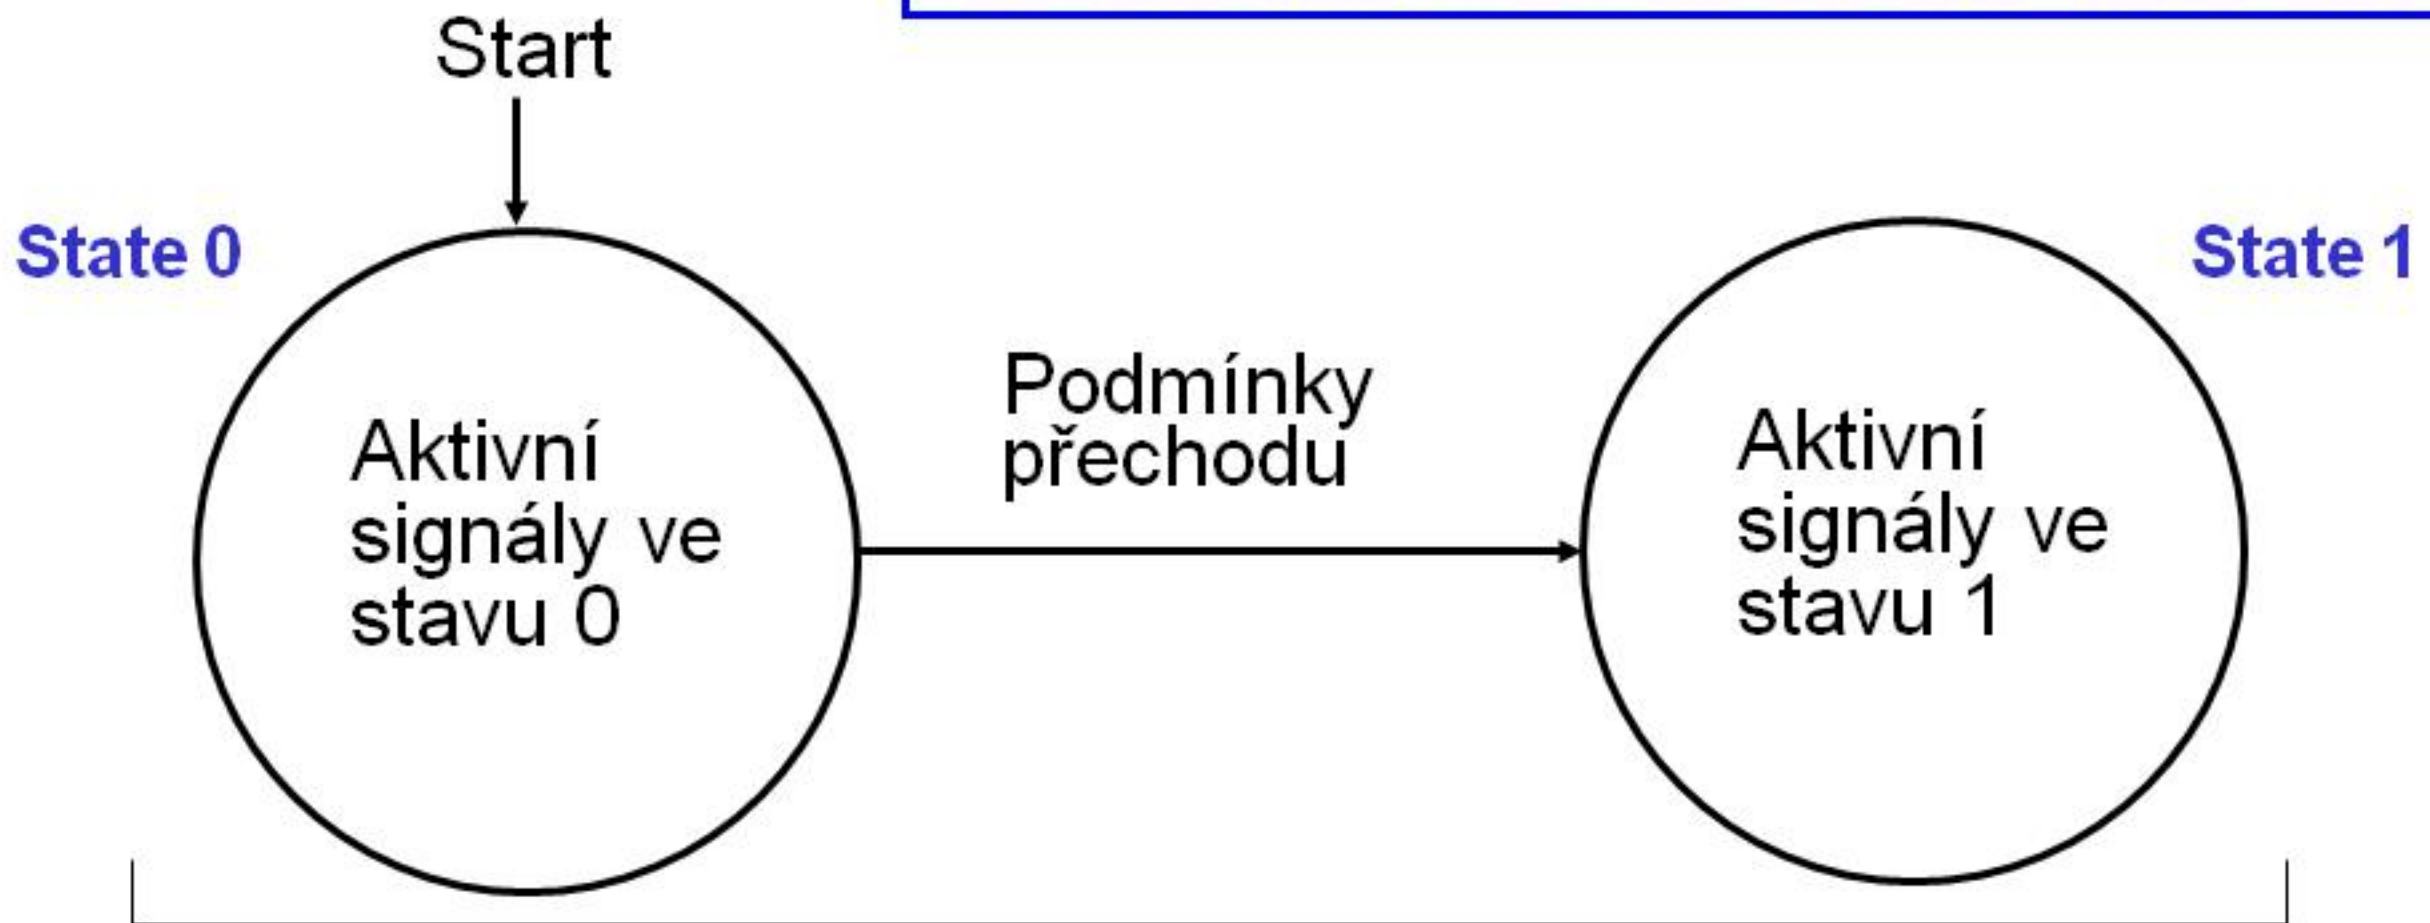 Start
State 0
State 1
Podmínky
přechodu
Aktivní
signály ve
stavu 0
Aktivní
signály ve
stavu 1